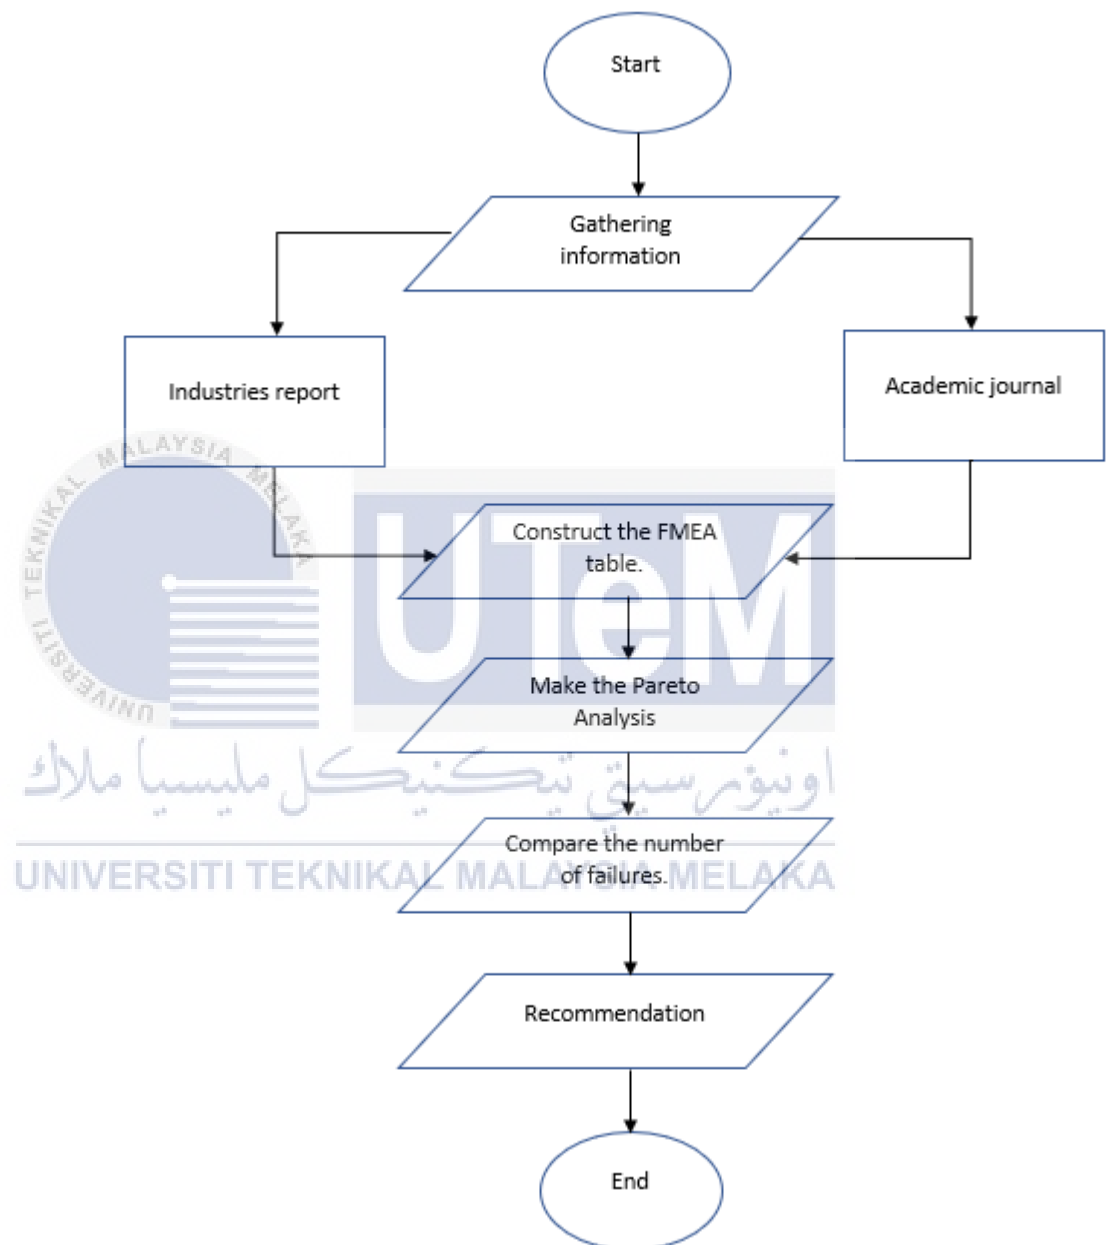 Start
Gathering
information
Industries report
Academic journal
UNIVERSITI TEKNIKAL MALAYSIA MELAKA
UTeM
Construct the FMEA
table.
Make the Pareto
Analysis
اونيۏرسيتي تيكنيكل مليسيا ملاك
Compare the number
of failures.
UNIVERSITI TEKNIKAL MALAYSIA MELAKA
Recommendation
End